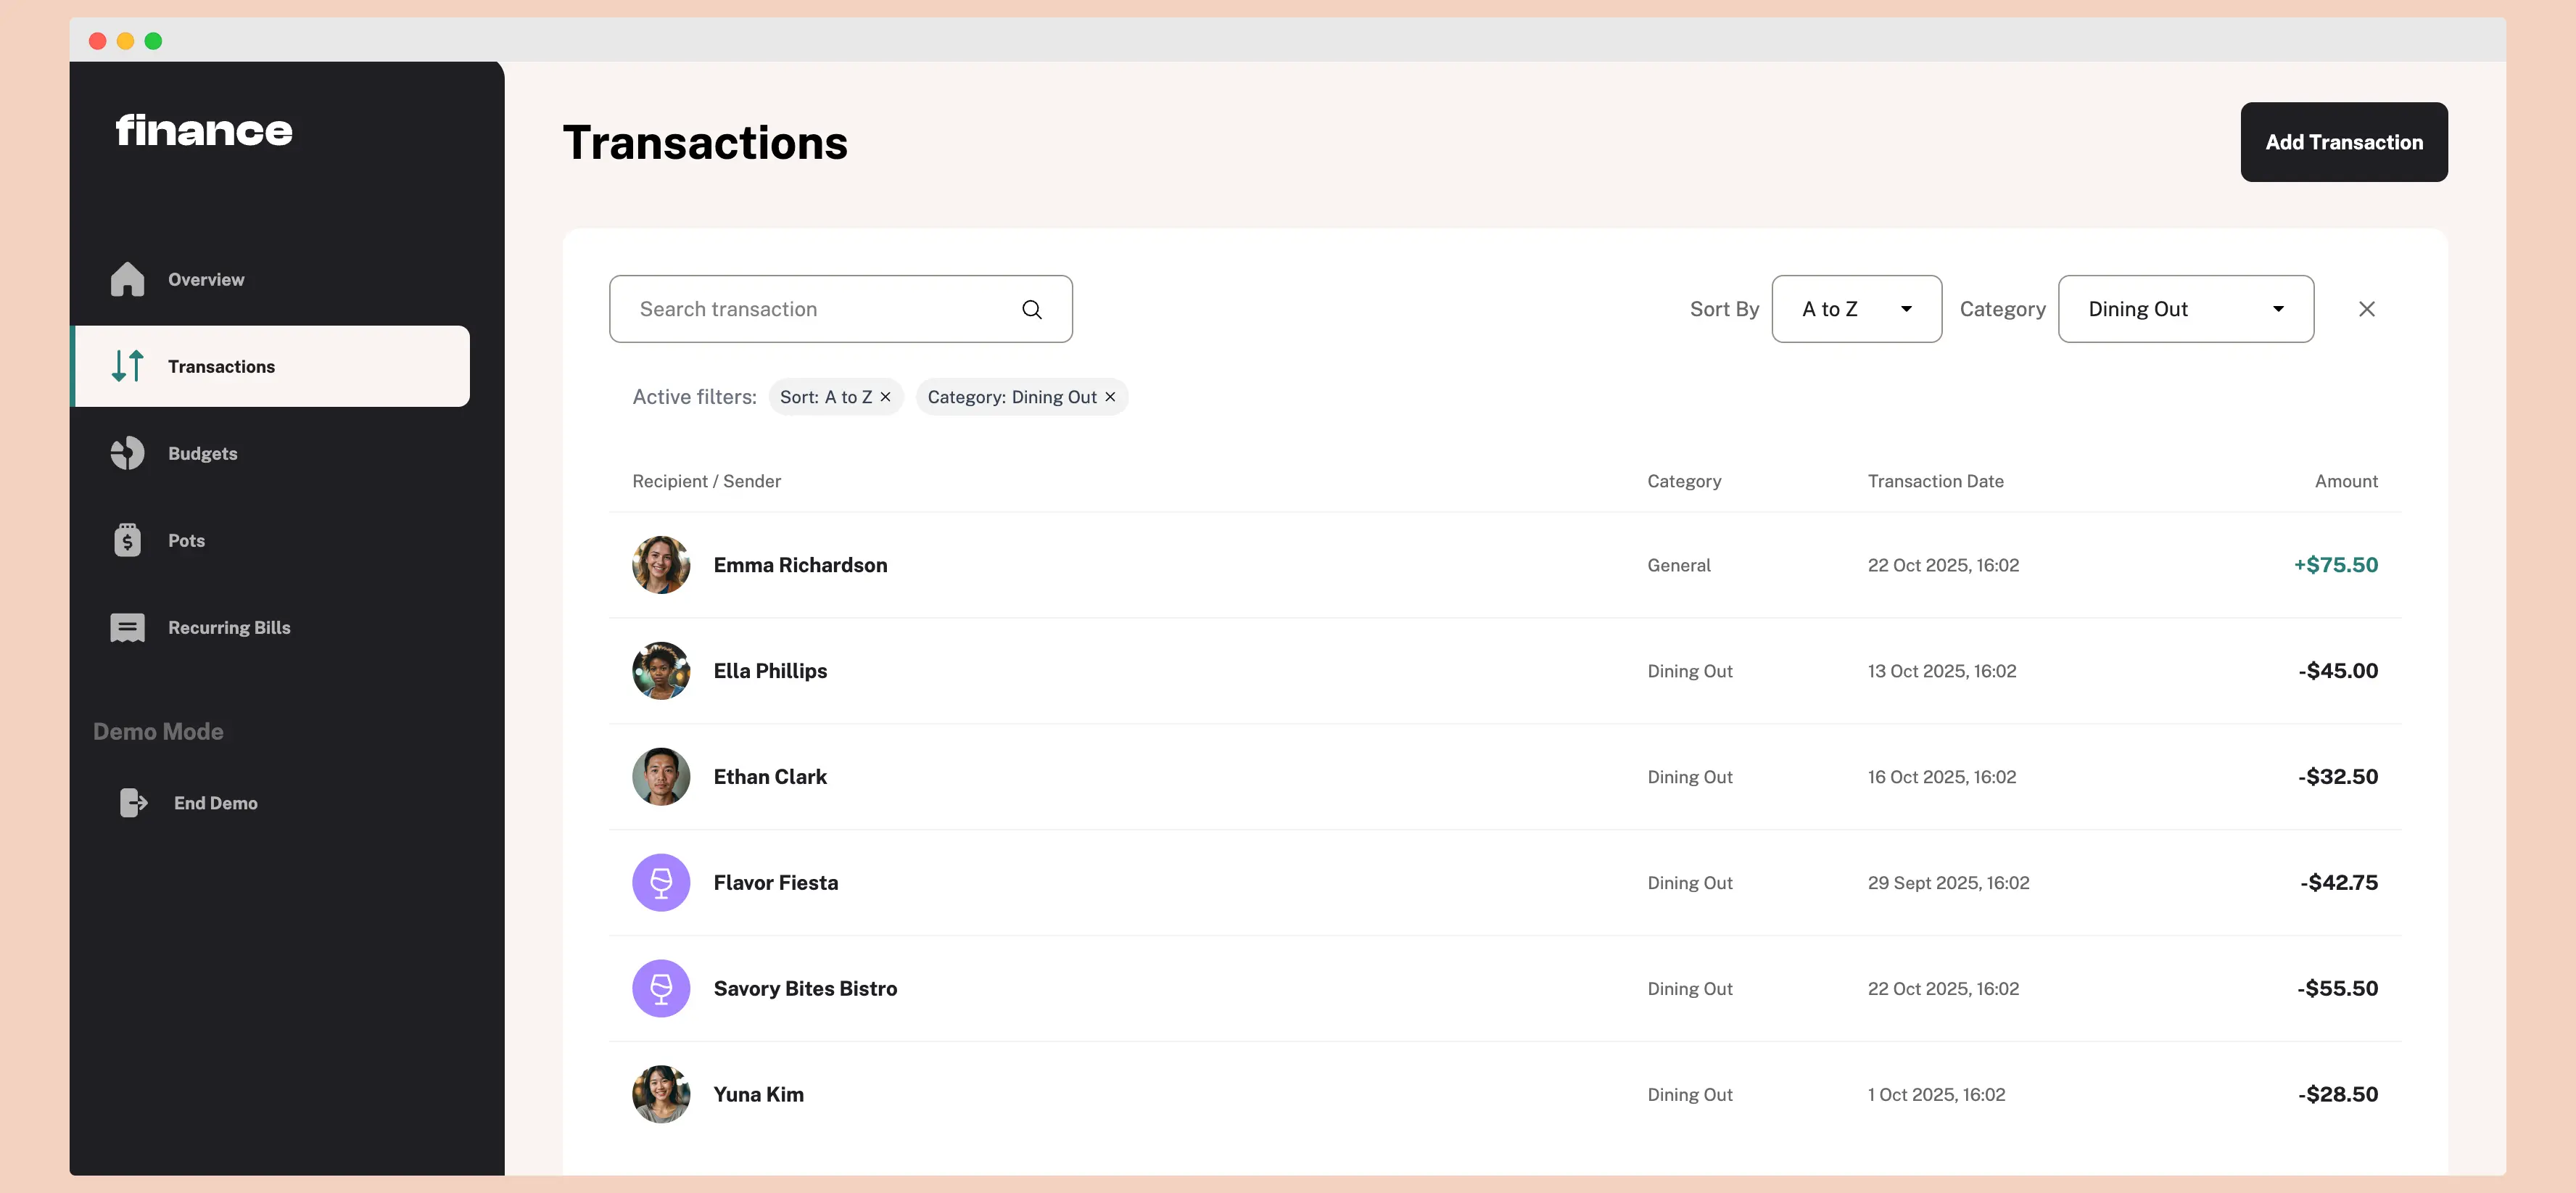 finance
Overview
Transactions
Budgets
Pots
Recurring Bills
Demo Mode
End Demo
Transactions
Add Transaction
Search transaction
Sort By
A to Z
Category
Dining Out
Active filters: Sort: A to Z × Category: Dining Out ×
Recipient / Sender Category Transaction Date Amount
Emma Richardson General 22 Oct 2025, 16:02 +$75.50
Ella Phillips Dining Out 13 Oct 2025, 16:02 -$45.00
Ethan Clark Dining Out 16 Oct 2025, 16:02 -$32.50
Flavor Fiesta Dining Out 29 Sept 2025, 16:02 -$42.75
Savory Bites Bistro Dining Out 22 Oct 2025, 16:02 -$55.50
Yuna Kim Dining Out 1 Oct 2025, 16:02 -$28.50